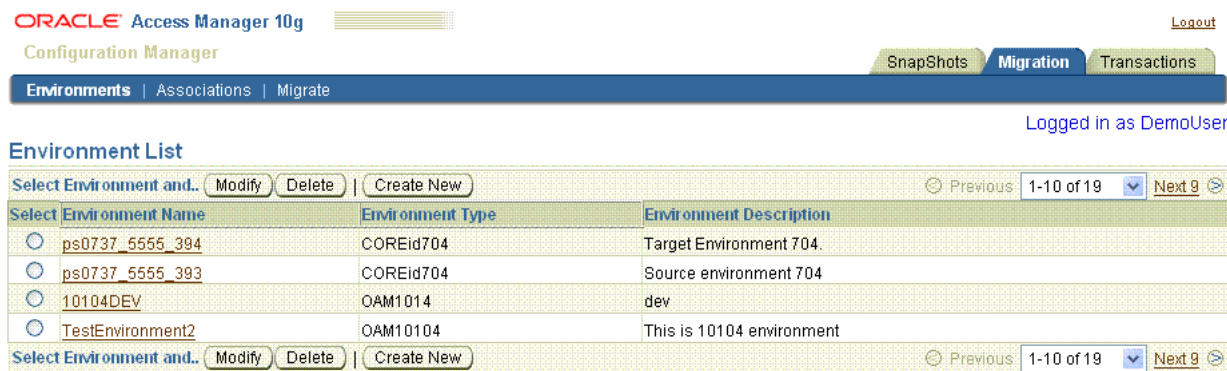 ORACLE Access Manager 10g Logout
Configuration Manager
SnapShots Migration Transactions
Environments | Associations | Migrate
Logged in as DemoUser
Environment List
Select Environment and.. Modify Delete | Create New Previous 1-10 of 19 Next 9
Select Environment Name Environment Type Environment Description
ps0737_5555_394 COREid704 Target Environment 704.
ps0737_5555_393 COREid704 Source environment 704
10104DEV OAM1014 dev
TestEnvironment2 OAM10104 This is 10104 environment
Select Environment and.. Modify Delete | Create New Previous 1-10 of 19 Next 9